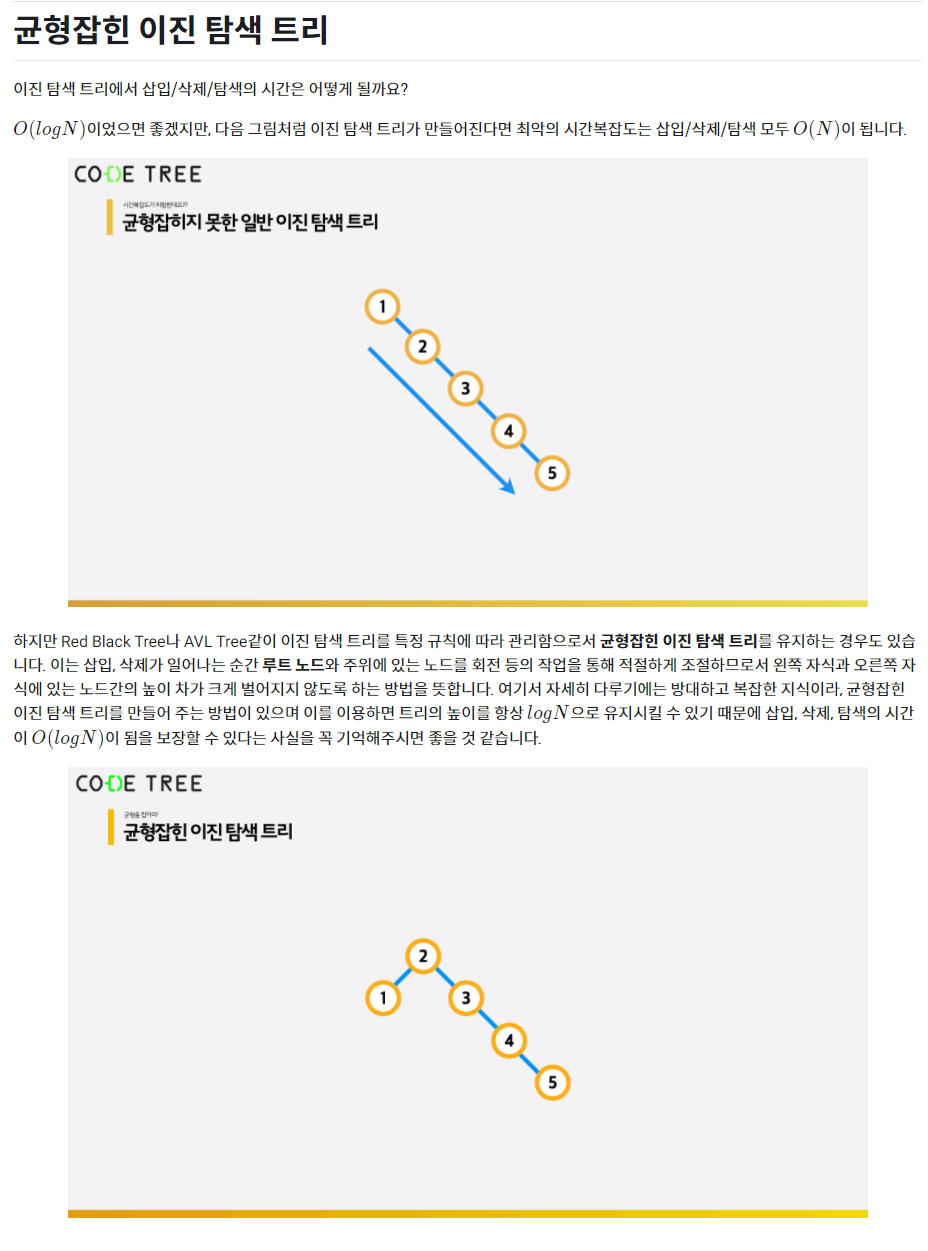 균형잡힌 이진 탐색 트리
이진 탐색 트리에서 삽입/삭제/탐색의 시간은 어떻게 될까요?
O(logN)이었으면 좋겠지만, 다음 그림처럼 이진 탐색 트리가 만들어진다면 최악의 시간복잡도는 삽입/삭제/탐색 모두 O(N)이 됩니다.
CODE TREE
시간복잡도가 처참한데요??
균형잡히지 못한 일반 이진 탐색 트리
1
2
3
4
5
하지만 Red Black Tree나 AVL Tree같이 이진 탐색 트리를 특정 규칙에 따라 관리함으로서 균형잡힌 이진 탐색 트리를 유지하는 경우도 있습
니다. 이는 삽입, 삭제가 일어나는 순간 루트 노드와 주위에 있는 노드를 회전 등의 작업을 통해 적절하게 조절하므로서 왼쪽 자식과 오른쪽 자
식에 있는 노드간의 높이 차가 크게 벌어지지 않도록 하는 방법을 뜻합니다. 여기서 자세히 다루기에는 방대하고 복잡한 지식이라, 균형잡힌
이진 탐색 트리를 만들어 주는 방법이 있으며 이를 이용하면 트리의 높이를 항상 logN으로 유지시킬 수 있기 때문에 삽입, 삭제, 탐색의 시간
이 O(logN)이 됨을 보장할 수 있다는 사실을 꼭 기억해주시면 좋을 것 같습니다.
CODE TREE
균형을 잡아라!
균형잡힌 이진 탐색 트리
2
1
3
4
5